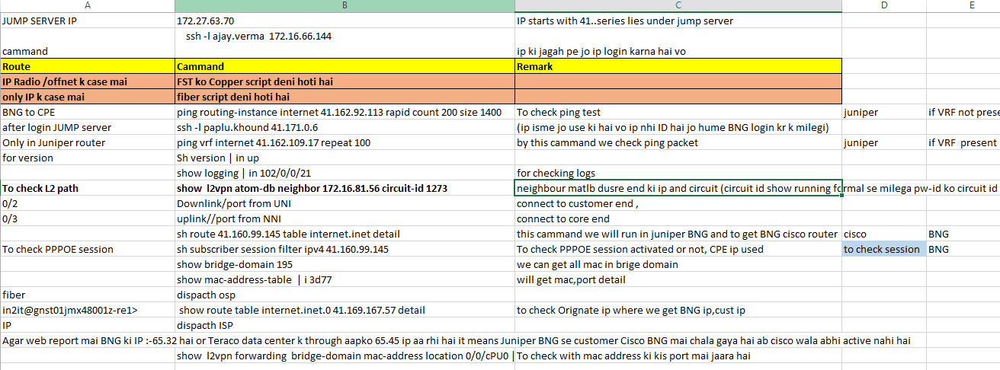 A B C D E
JUMP SERVER IP 172.27.63.70 IP starts with 41..series lies under jump server
ssh -l ajay.verma 172.16.66.144
cammand ip ki jagah pe jo ip login karna hai vo
Route Cammand Remark
IP Radio /offnet k case mai FST ko Copper script deni hoti hai
only IP k case mai fiber script deni hoti hai
BNG to CPE ping routing-instance internet 41.162.92.113 rapid count 200 size 1400 To check ping test juniper if VRF not prese
after login JUMP server ssh -l paplu.khound 41.171.0.6 (ip isme jo use ki hai vo ip nhi ID hai jo hume BNG login kr k milegi)
Only in Juniper router ping vrf internet 41.162.109.17 repeat 100 by this cammand we check ping packet juniper if VRF present
for version Sh version | in up
show logging | in 102/0/0/21 for checking logs
To check L2 path show l2vpn atom-db neighbor 172.16.81.56 circuit-id 1273 neighbour matlb dusre end ki ip and circuit (circuit id show running formal se milega pw-id ko circuit id
0/2 Downlink/port from UNI connect to customer end ,
0/3 uplink//port from NNI connect to core end
sh route 41.160.99.145 table internet.inet detail this cammand we will run in juniper BNG and to get BNG cisco router cisco BNG
To check PPPOE session sh subscriber session filter ipv4 41.160.99.145 To check PPPOE session activated or not, CPE ip used to check session BNG
show bridge-domain 195 we can get all mac in brige domain
show mac-address-table | i 3d77 will get mac,port detail
fiber dispacth osp
in2it@gnst01jmx48001z-re1> show route table internet.inet.0 41.169.167.57 detail to check Orignate ip where we get BNG ip,cust ip
IP dispacth ISP
Agar web report mai BNG ki IP :-65.32 hai or Teraco data center k through aapko 65.45 ip aa rhi hai it means Juniper BNG se customer Cisco BNG mai chala gaya hai ab cisco wala abhi active nahi hai
show l2vpn forwarding bridge-domain mac-address location 0/0/cPU0 | To check with mac address ki kis port mai jaara hai